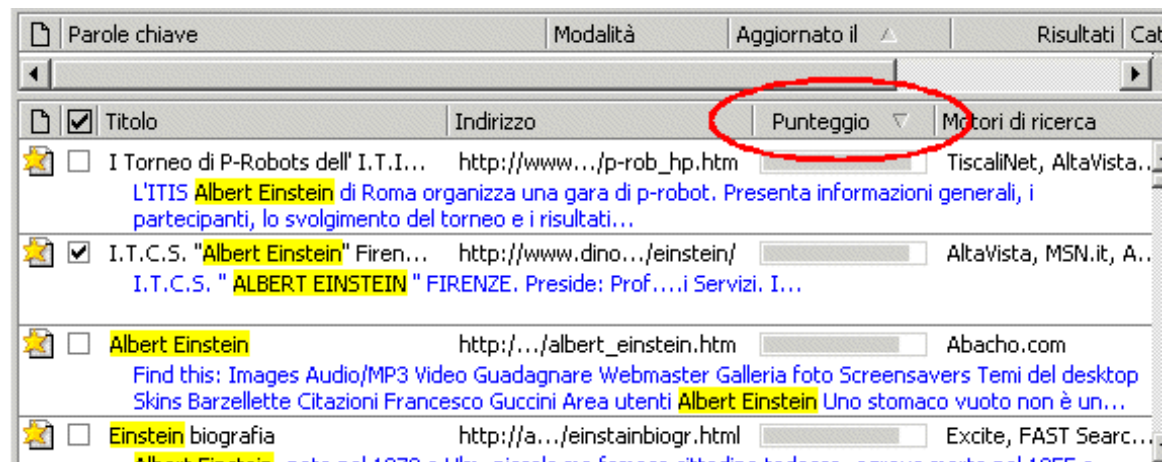 Parole chiave Modalità Aggiornato il Risultati Cat
Titolo Indirizzo Punteggio Motori di ricerca
I Torneo di P-Robots dell' I.T.I... http://www.../p-rob_hp.htm TiscaliNet, AltaVista..
L'ITIS Albert Einstein di Roma organizza una gara di p-robot. Presenta informazioni generali, i
partecipanti, lo svolgimento del torneo e i risultati...
I.T.C.S. "Albert Einstein" Firen... http://www.dino.../einstein/ AltaVista, MSN.it, A..
I.T.C.S. " ALBERT EINSTEIN " FIRENZE. Preside: Prof....i Servizi. I...
Albert Einstein http:/.../albert_einstein.htm Abacho.com
Find this: Images Audio/MP3 Video Guadagnare Webmaster Galleria foto Screensavers Temi del desktop
Skins Barzellette Citazioni Francesco Guccini Area utenti Albert Einstein Uno stomaco vuoto non è un...
Einstein biografia http://a.../einstainbiogr.html Excite, FAST Searc...